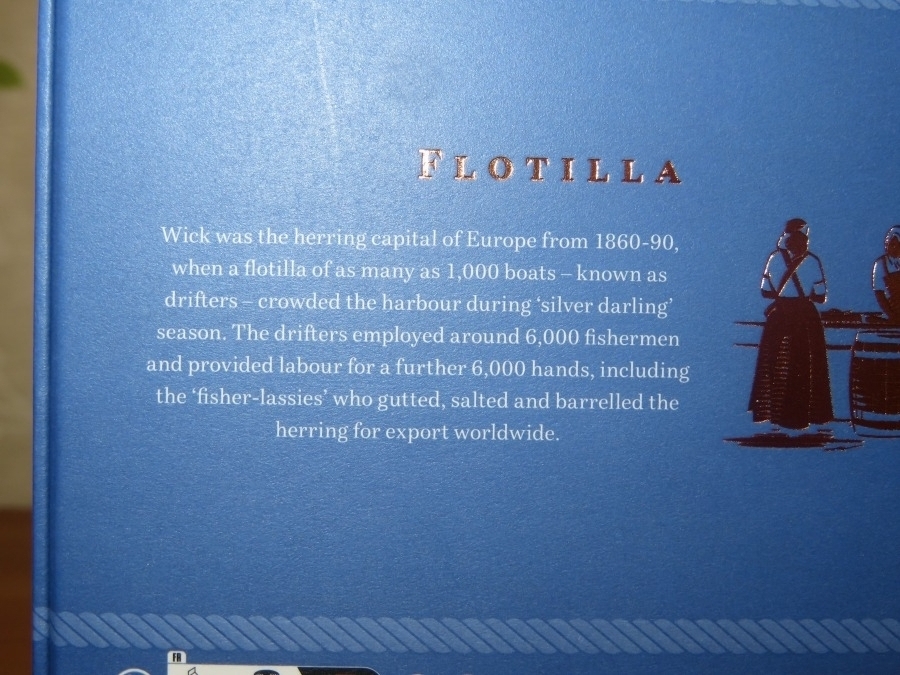 FLOTILLA
Wick was the herring capital of Europe from 1860-90,
when a flotilla of as many as 1,000 boats – known as
drifters – crowded the harbour during ‘silver darling’
season. The drifters employed around 6,000 fishermen
and provided labour for a further 6,000 hands, including
the ‘fisher-lassies’ who gutted, salted and barrelled the
herring for export worldwide.
FR